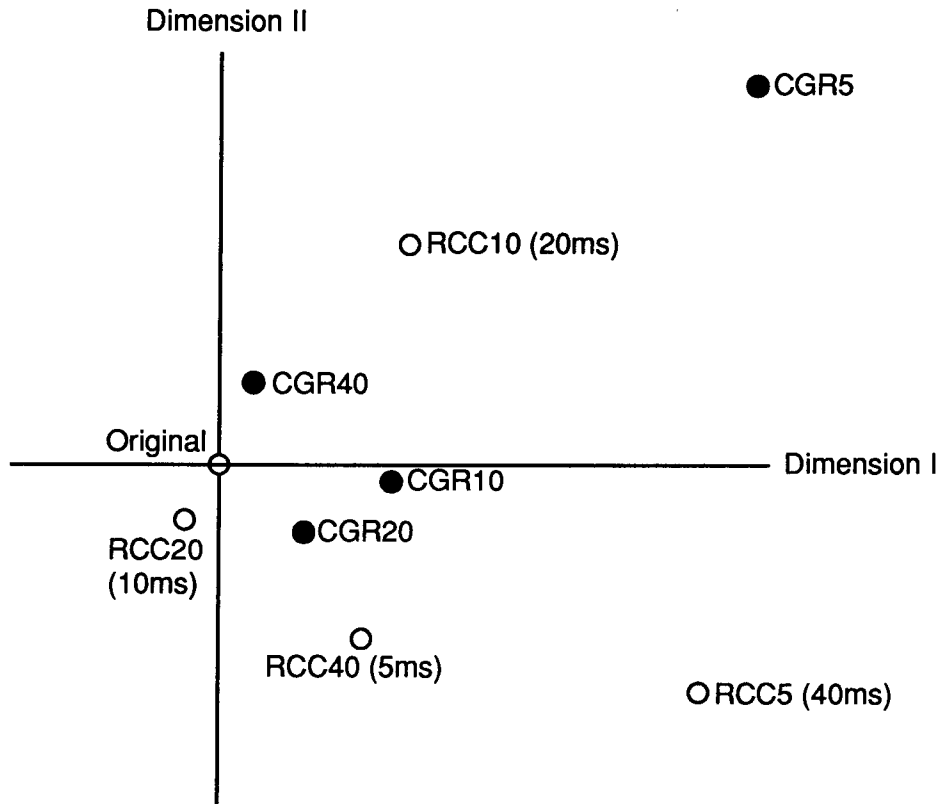 Dimension II
CGR5
RCC10 (20ms)
CGR40
Original
Dimension I
CGR10
RCC20
(10ms)
CGR20
RCC40 (5ms)
RCC5 (40ms)